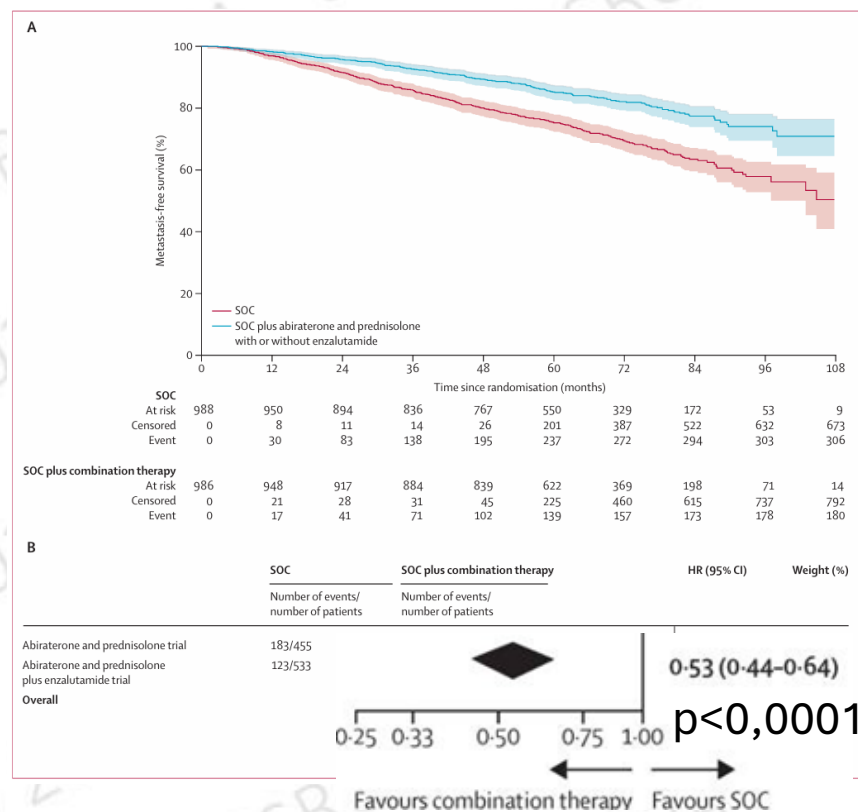 A
100
80
60
40
20
0
Metastasis-free survival (%)
SOC
SOC plus abiraterone and prednisolone
with or without enzalutamide
0 12 24 36 48 60 72 84 96 108
Time since randomisation (months)
SOC
At risk 988 950 894 836 767 550 329 172 53 9
Censored 0 8 11 14 26 201 387 522 632 673
Event 0 30 83 138 195 237 272 294 303 306
SOC plus combination therapy
At risk 986 948 917 884 839 622 369 198 71 14
Censored 0 21 28 31 45 225 460 615 737 792
Event 0 17 41 71 102 139 157 173 178 180
B
SOC SOC plus combination therapy HR (95% CI) Weight (%)
Number of events/ Number of events/
number of patients number of patients
Abiraterone and prednisolone trial 183/455
Abiraterone and prednisolone 123/533
plus enzalutamide trial
Overall
0·53 (0·44–0·64)
p<0,0001
0·25 0·33 0·50 0·75 1·00
Favours combination therapy Favours SOC